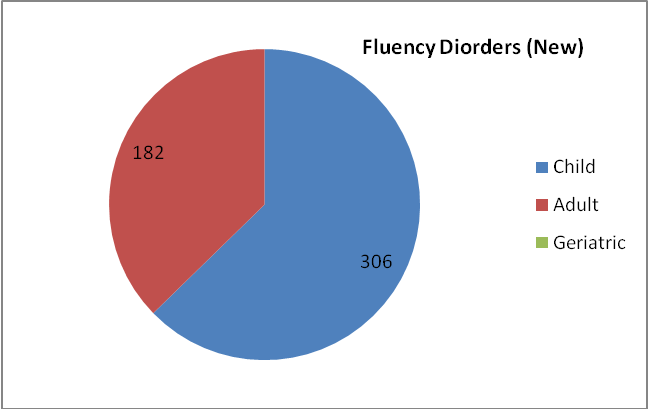 Fluency Diorders (New)
182
306
Child
Adult
Geriatric